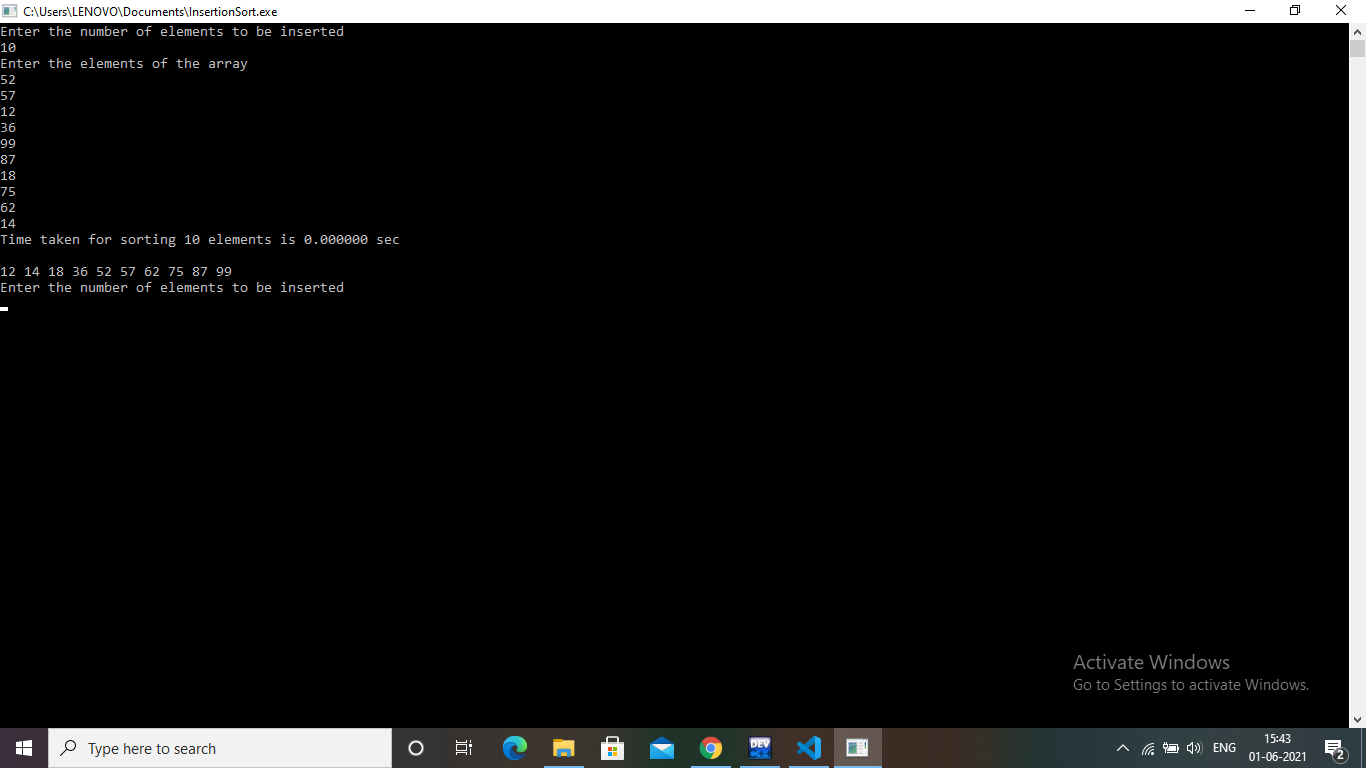 C:\Users\LENOVO\Documents\InsertionSort.exe
Enter the number of elements to be inserted
10
Enter the elements of the array
52
57
12
36
99
87
18
75
62
14
Time taken for sorting 10 elements is 0.000000 sec
12 14 18 36 52 57 62 75 87 99
Enter the number of elements to be inserted
Activate Windows
Go to Settings to activate Windows.
Type here to search
DEV
ENG
15:43
01-06-2021
2